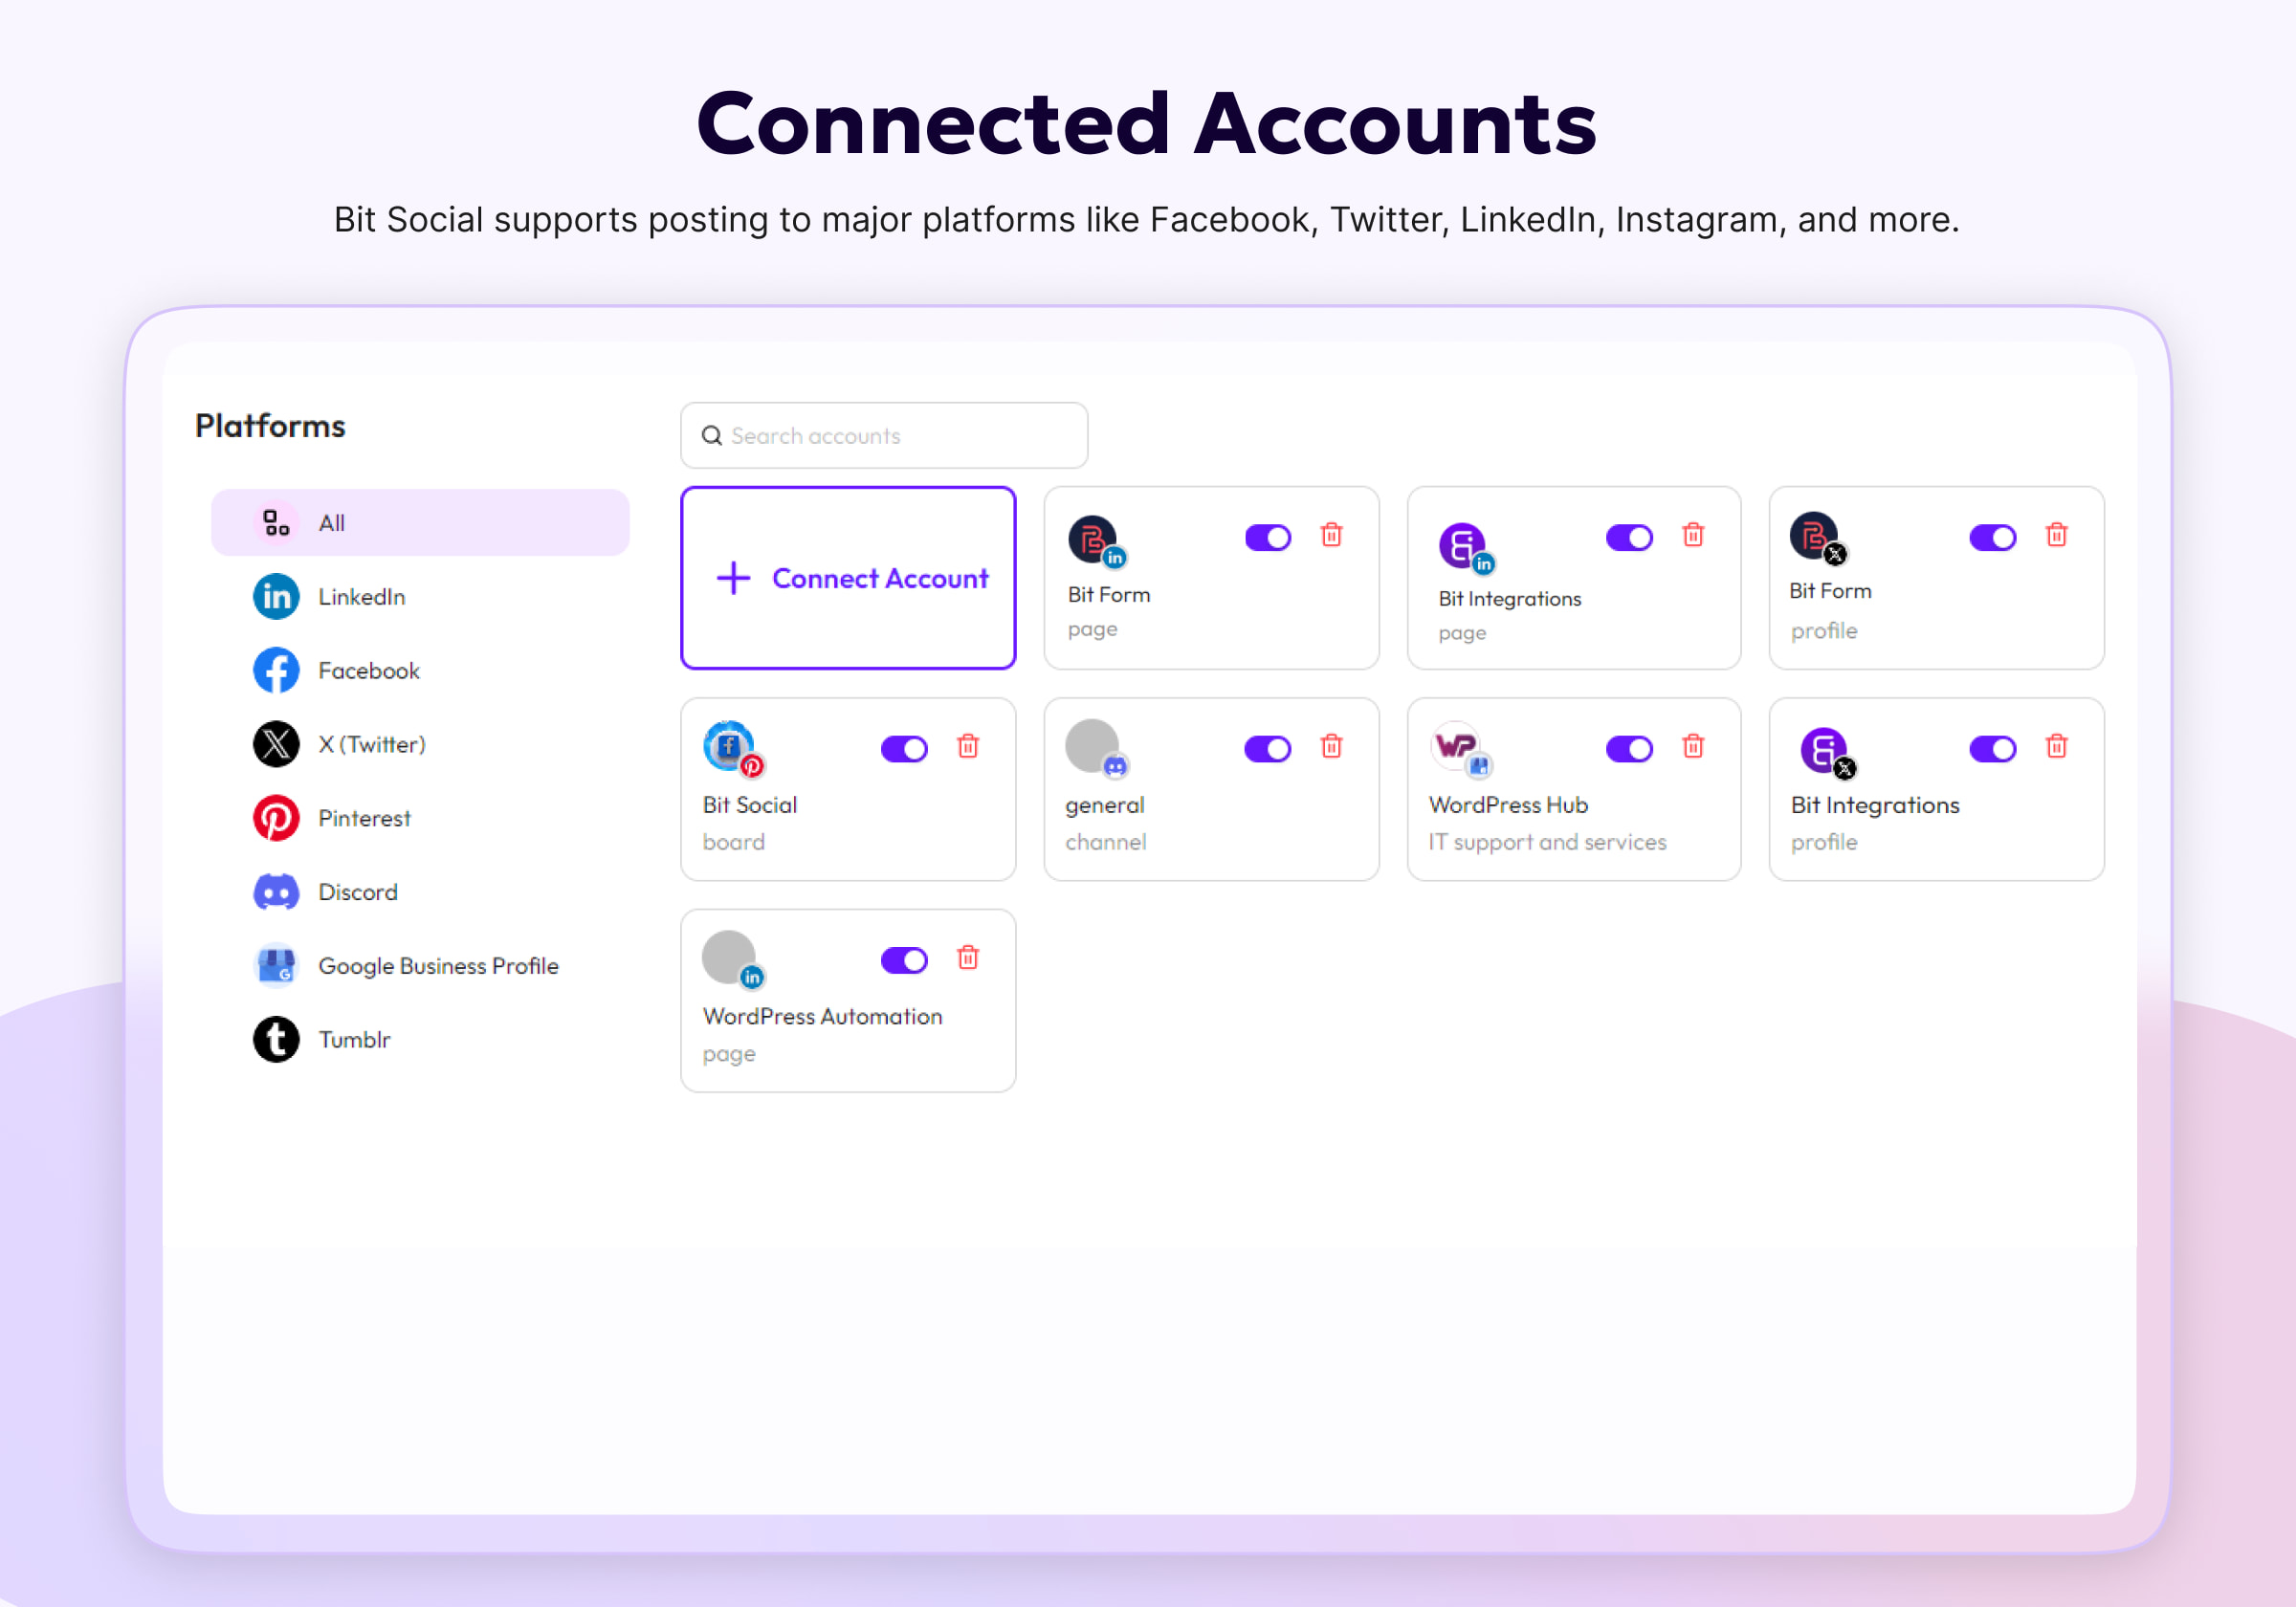 Connected Accounts
Bit Social supports posting to major platforms like Facebook, Twitter, LinkedIn, Instagram, and more.
Platforms
All
LinkedIn
Facebook
X (Twitter)
Pinterest
Discord
Google Business Profile
Tumblr
Search accounts
Connect Account
Bit Form
page
Bit Integrations
page
Bit Form
profile
Bit Social
board
general
channel
WordPress Hub
IT support and services
Bit Integrations
profile
WordPress Automation
page